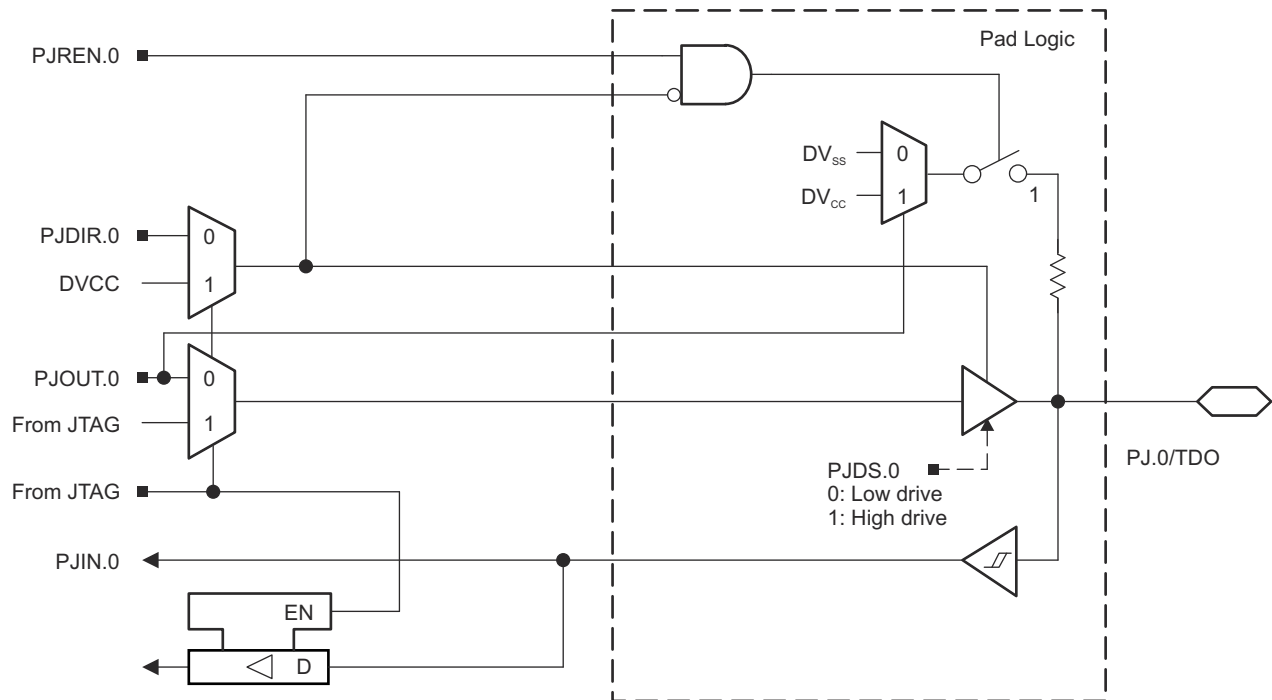 Pad Logic
PJREN.0
DVSS
0
DVCC
1
1
PJDIR.0
0
DVCC
1
PJOUT.0
0
From JTAG
1
PJ.0/TDO
PJDS.0
0: Low drive
1: High drive
From JTAG
PJIN.0
EN
D